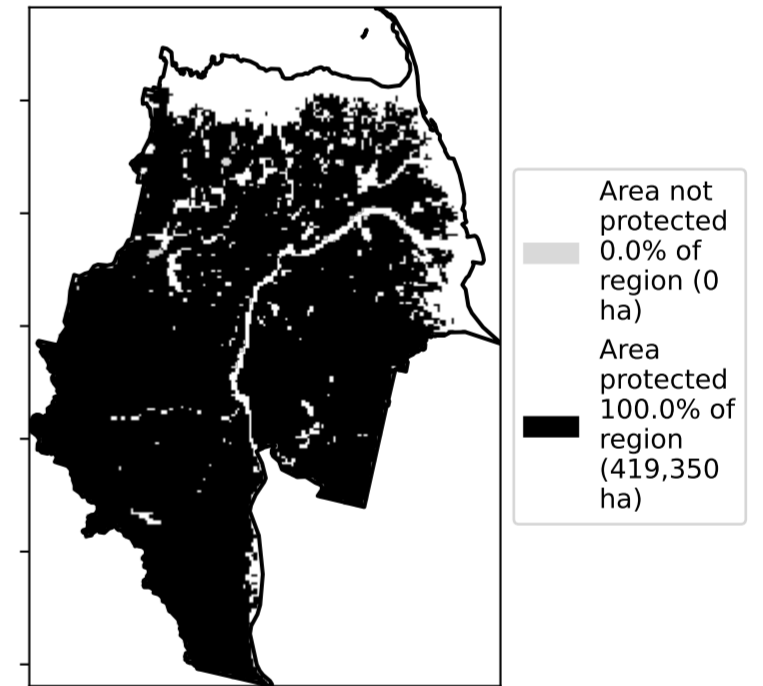 Area not
protected
0.0% of
region (0
ha)
Area
protected
100.0% of
region
(419,350
ha)